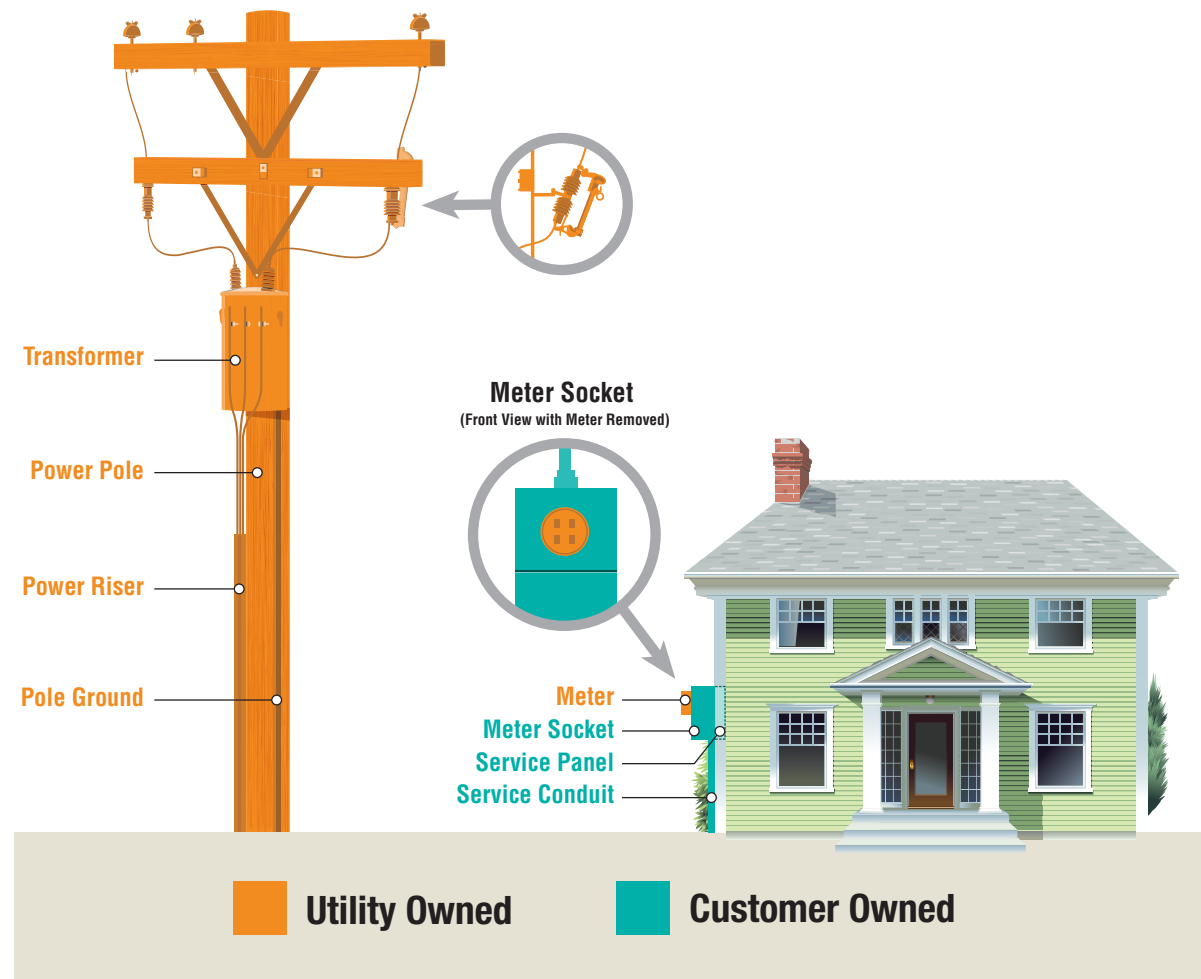 Transformer
Power Pole
Power Riser
Pole Ground
Meter Socket
(Front View with Meter Removed)
Meter
Meter Socket
Service Panel
Service Conduit
Utility Owned
Customer Owned